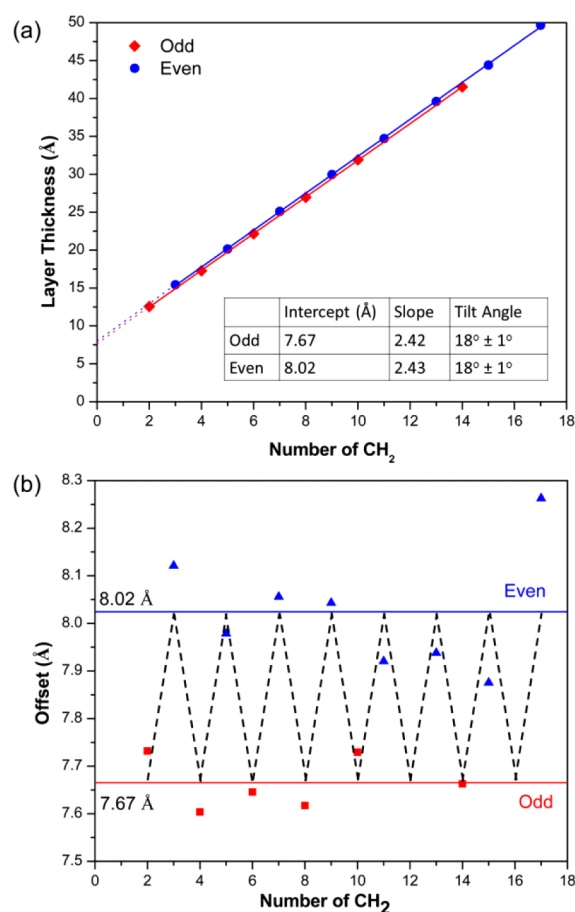 (a)
Odd
Even
50
45
40
35
30
25
20
15
10
5
0
Layer Thickness (Å)
Intercept (Å) Slope Tilt Angle
Odd 7.67 2.42 18° ± 1°
Even 8.02 2.43 18° ± 1°
0 2 4 6 8 10 12 14 16 18
Number of CH₂
(b)
8.3
8.2
8.1
8.0
7.9
7.8
7.7
7.6
7.5
Offset (Å)
8.02 Å
Even
7.67 Å
Odd
0 2 4 6 8 10 12 14 16 18
Number of CH2